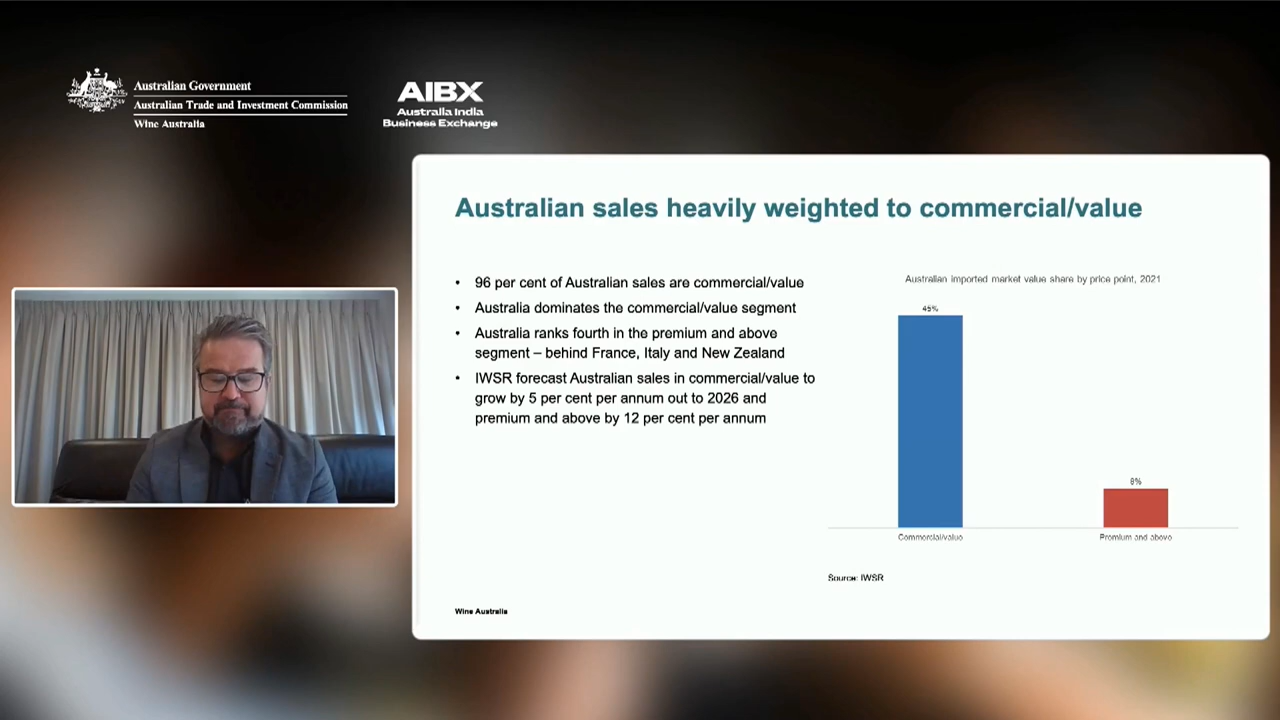 Australian Government
Australian Trade and Investment Commission
Wine Australia
AIBX
Australia India
Business Exchange
Australian sales heavily weighted to commercial/value
• 96 per cent of Australian sales are commercial/value
• Australia dominates the commercial/value segment
• Australia ranks fourth in the premium and above
segment – behind France, Italy and New Zealand
• IWSR forecast Australian sales in commercial/value to
grow by 5 per cent per annum out to 2026 and
premium and above by 12 per cent per annum
Australian imported market value share by price point, 2021
45%
8%
Commercial/value
Premium and above
Source: IWSR
Wine Australia